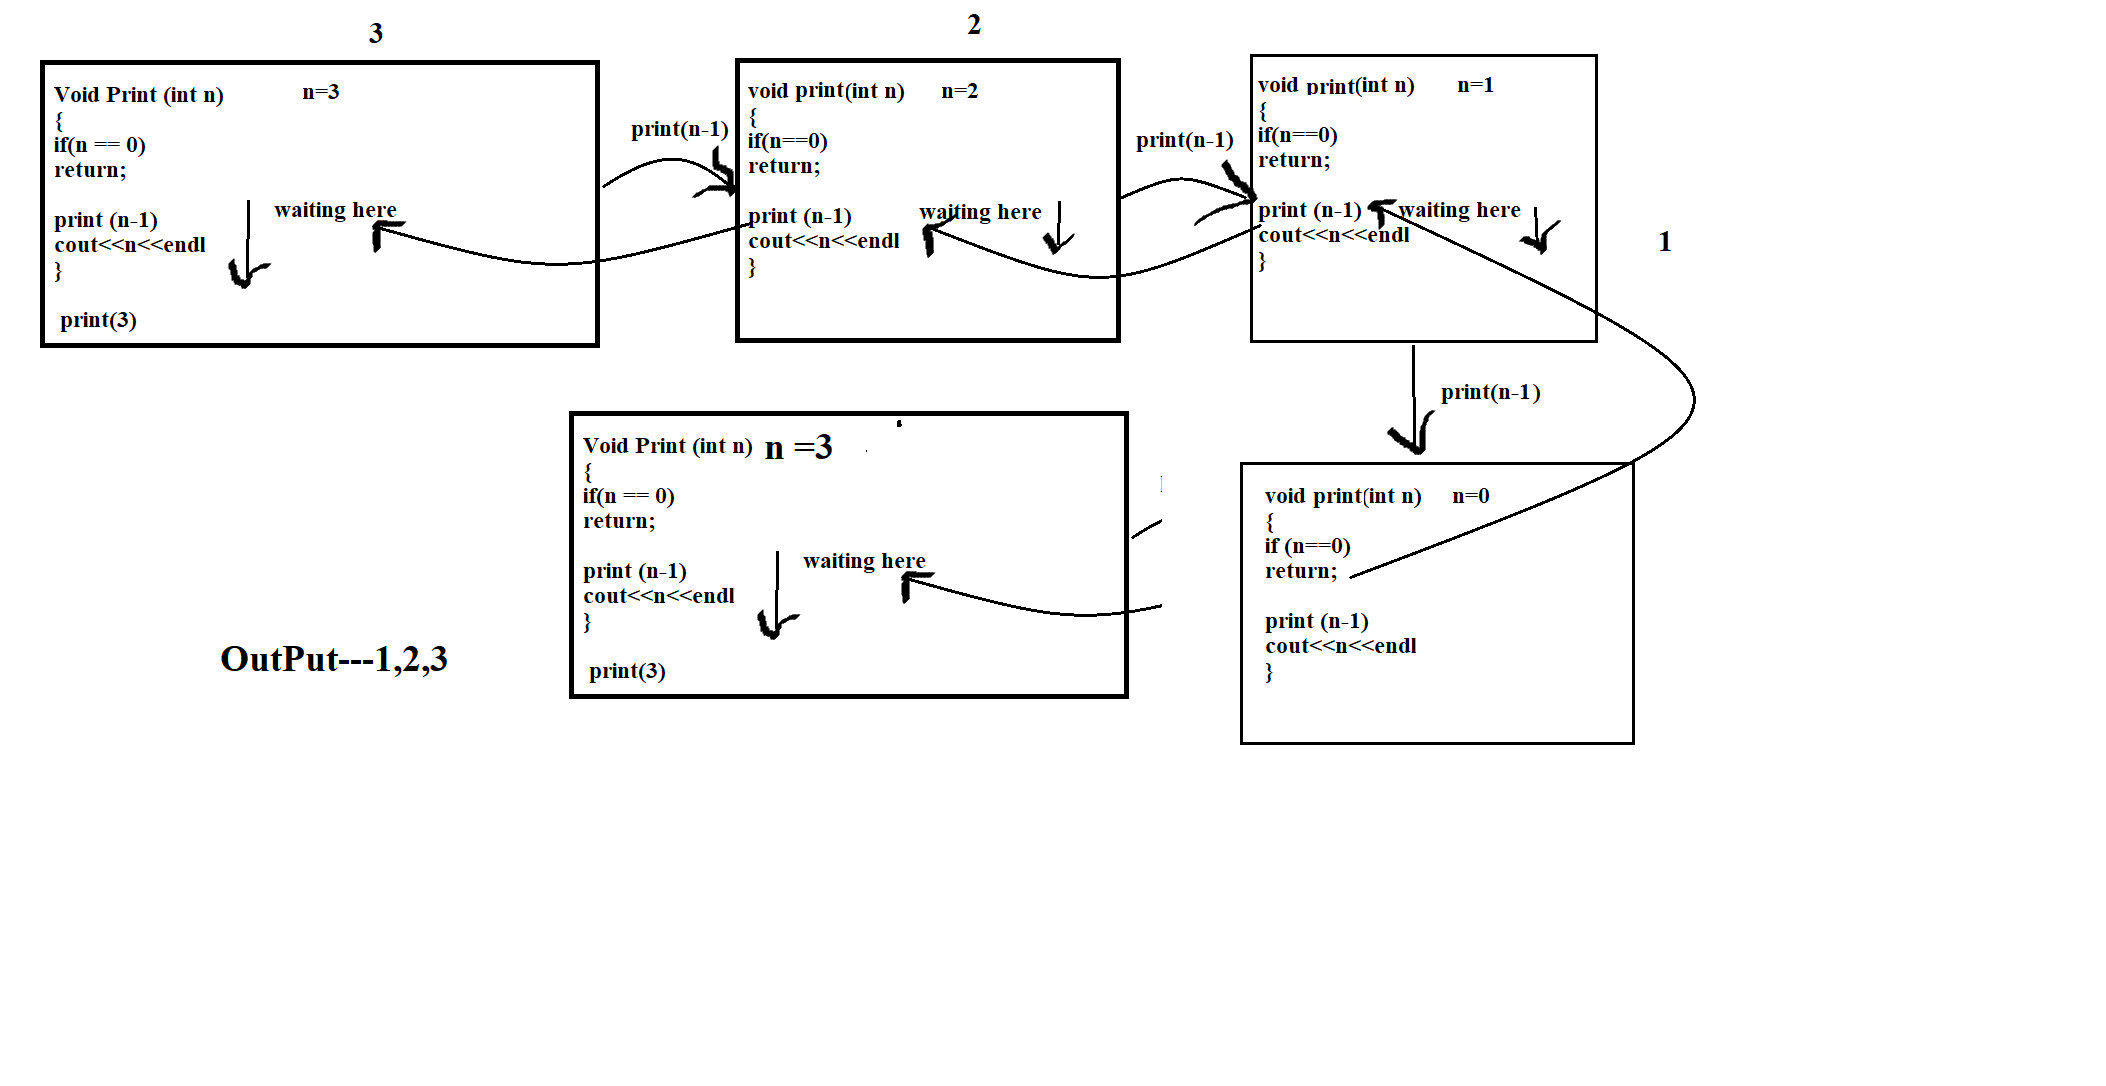 3
Void Print (int n) n=3
{
if(n == 0)
return;
print (n-1)
waiting here
cout<<n<<endl
}
print(3)
print(n-1)
2
void print(int n) n=2
{
if(n==0)
return;
print (n-1)
waiting here
cout<<n<<endl
}
print(n-1)
void print(int n) n=1
{
if(n==0)
return;
print (n-1)
waiting here
cout<<n<<endl
}
1
print(n-1)
Void Print (int n) n =3
{
if(n == 0)
return;
print (n-1)
waiting here
cout<<n<<endl
}
print(3)
void print(int n) n=0
{
if (n==0)
return;
print (n-1)
cout<<n<<endl
}
OutPut---1,2,3